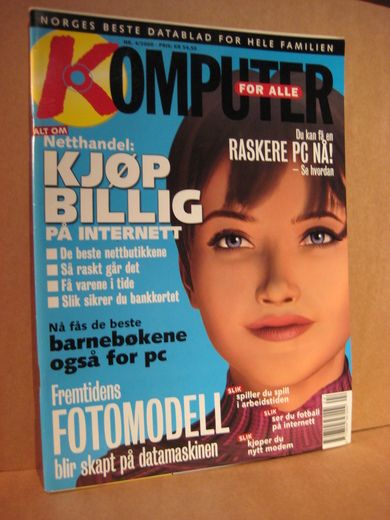 NORGES BESTE DATABLAD FOR HELE FAMILIEN
KOMPUTER
FOR ALLE
ALT OM
Netthandel:
KJØP
BILLIG
PÅ INTERNETT
De beste nettbutikkene
Så raskt går det
Få varene i tide
Slik sikrer du bankkortet
Du kan få en
RASKERE PC NÅ!
– Se hvordan
Nå fås de beste
barnebøkene
også for pc
Fremtidens
FOTOMODELL
blir skapt på datamaskinen
SLIK
spiller du spill
i arbeidstiden
SLIK
ser du fotball
på internett
SLIK
kjøper du
nytt modem